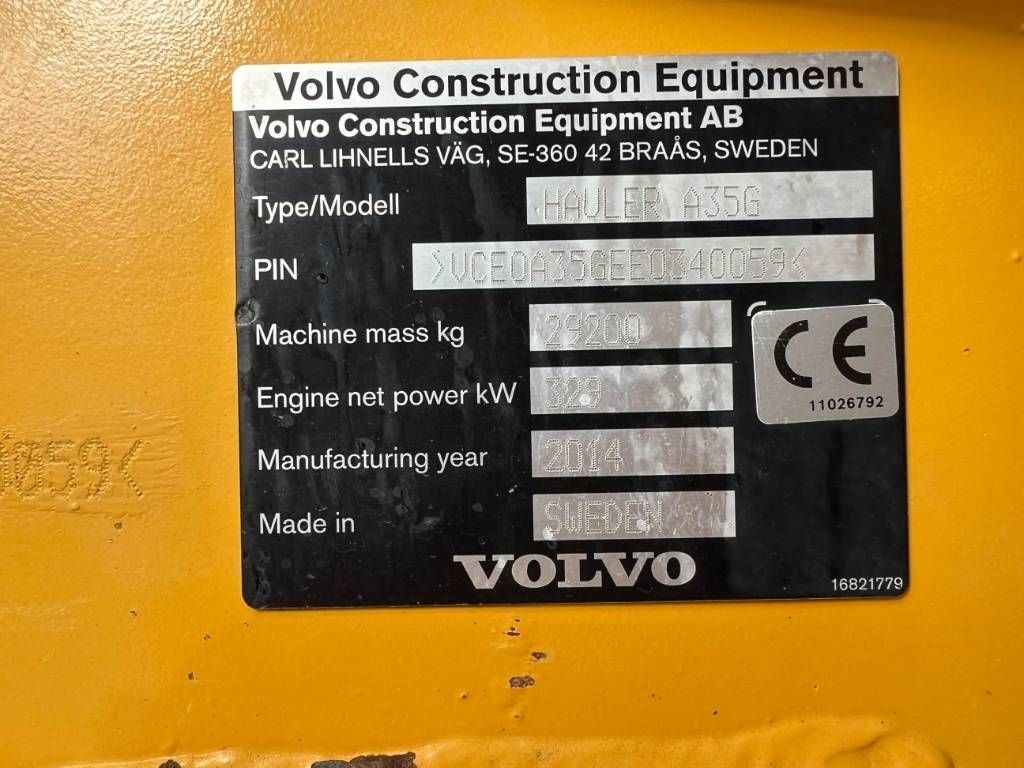 Volvo Construction Equipment
Volvo Construction Equipment AB
CARL LIHNELLS VÄG, SE-360 42 BRAÅS, SWEDEN
Type/Modell HAULER A35G
PIN >VCE0A35GEE0340059<
Machine mass kg 29200
Engine net power kW 329
Manufacturing year 2014
Made in SWEDEN
CE
11026792
VOLVO
16821779
0059<